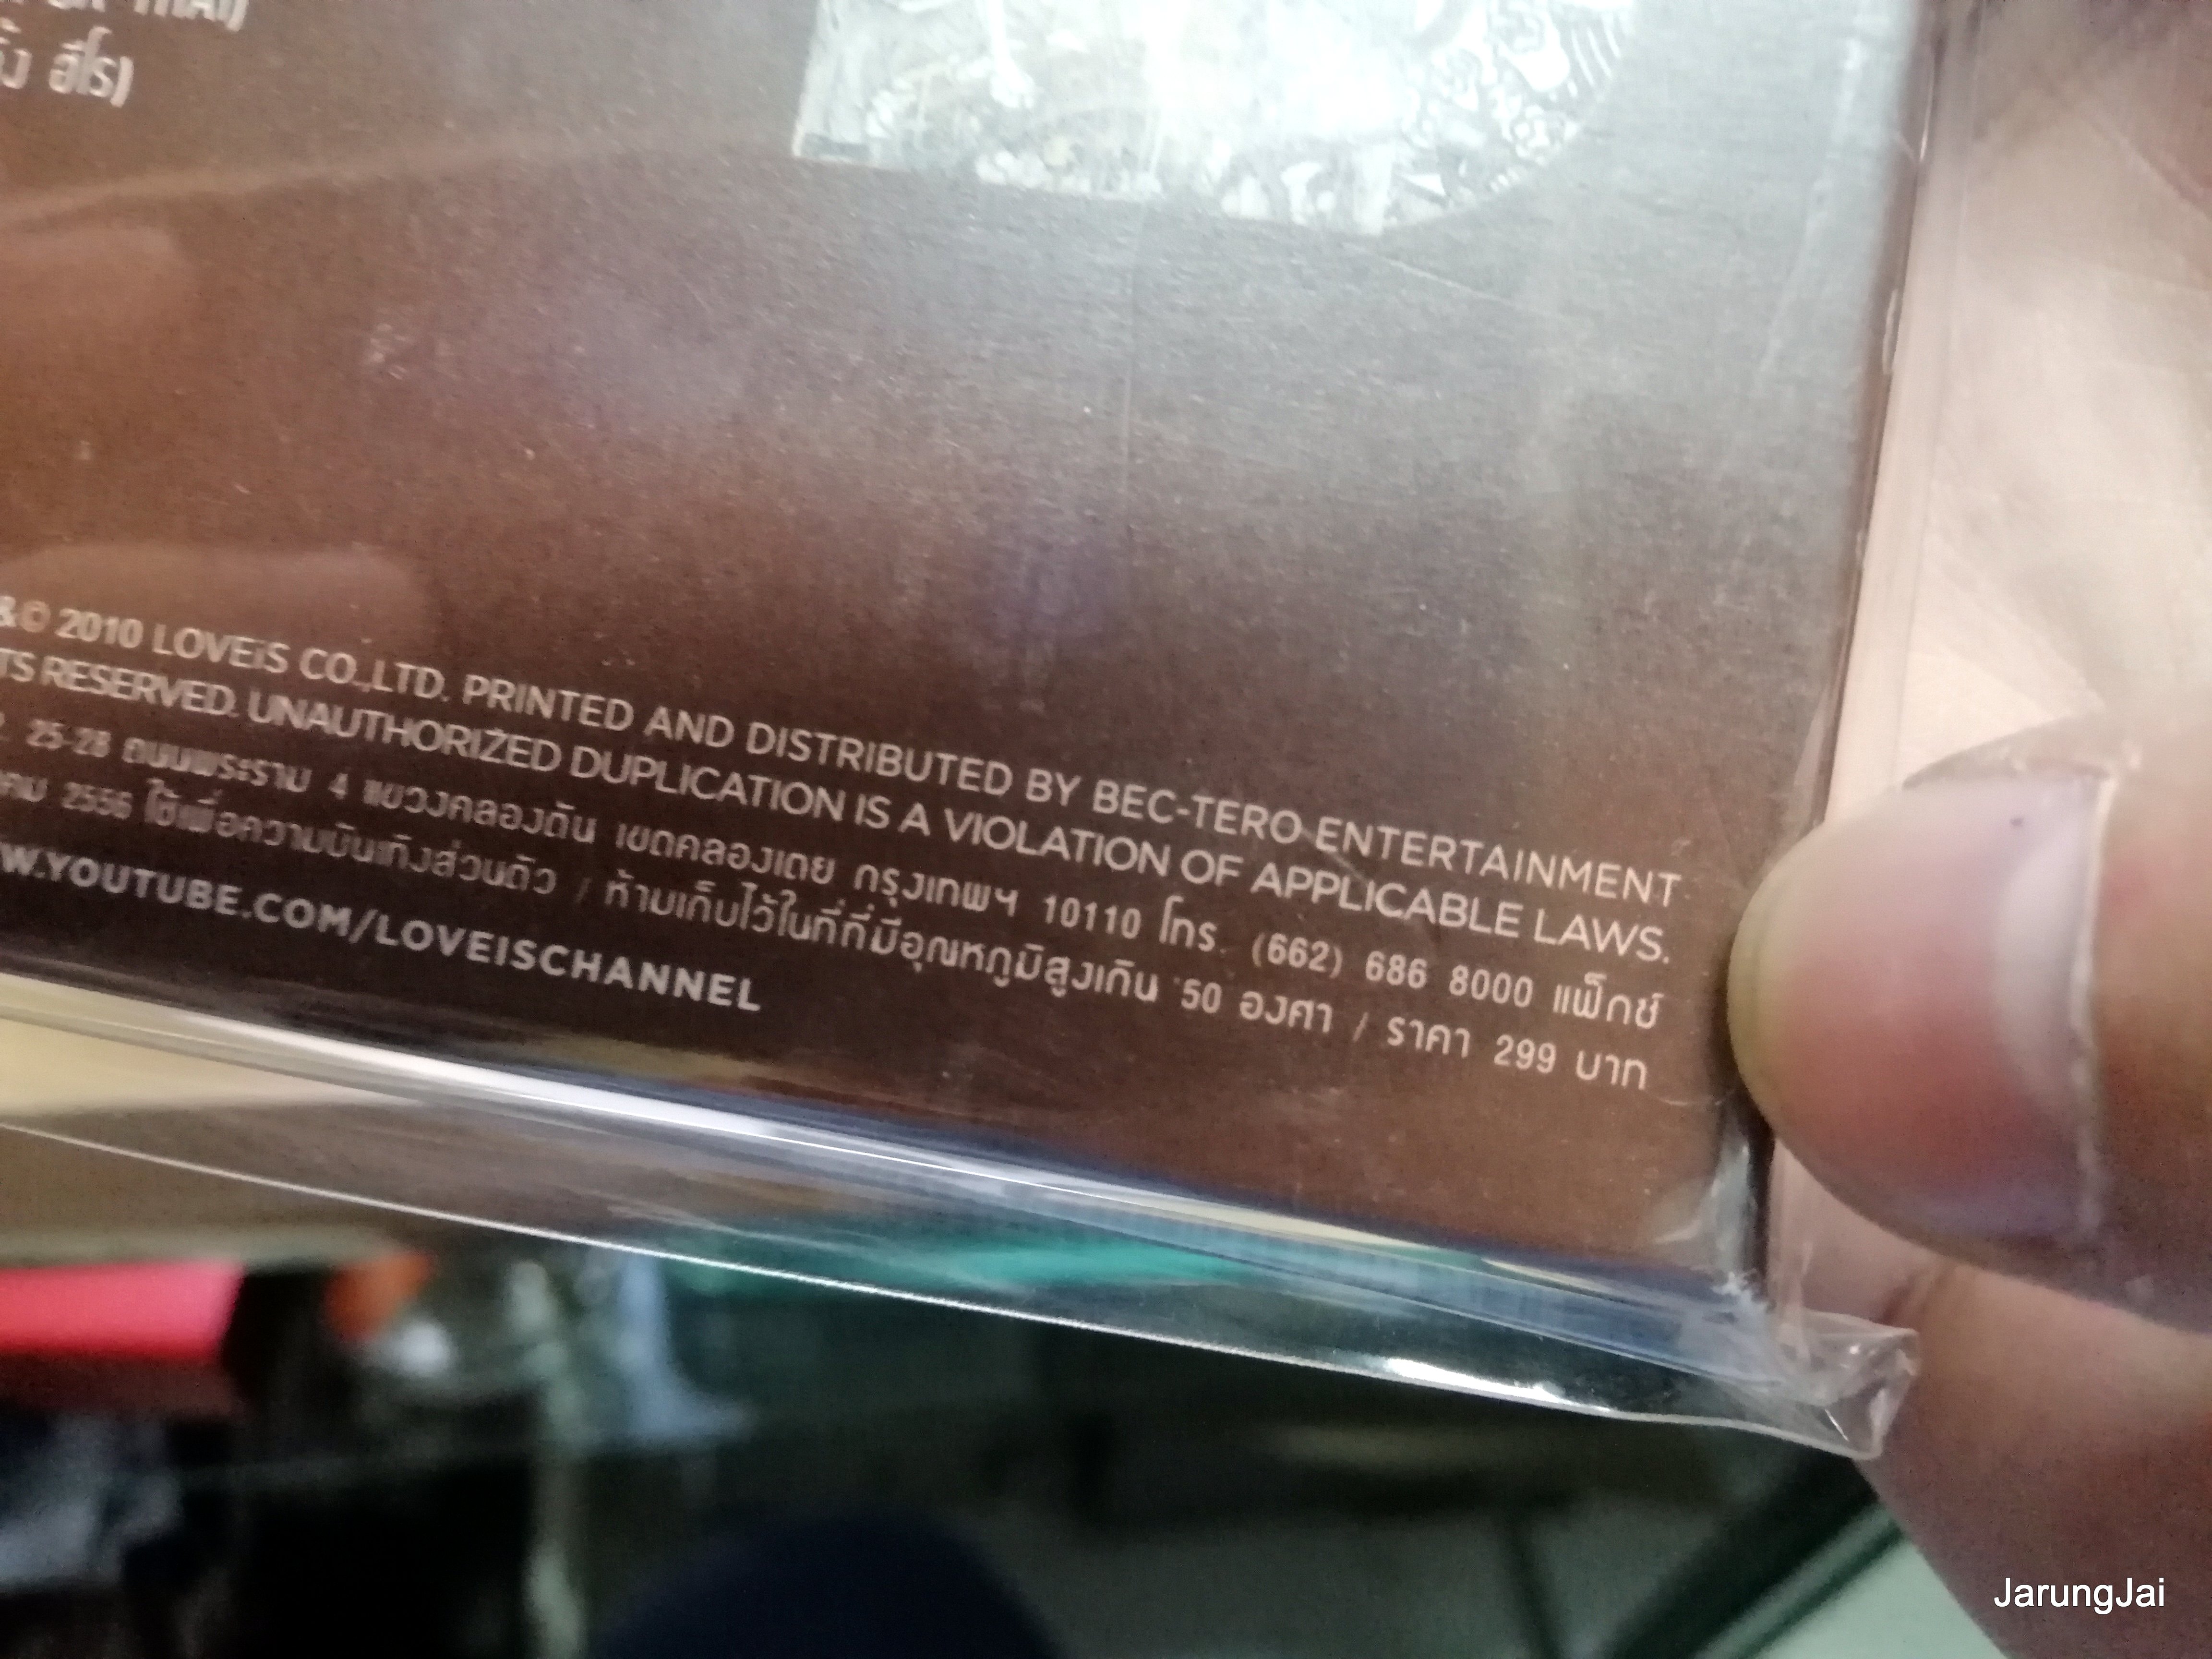 THAI)
ฮีโร่)
&© 2010 LOVEiS CO.,LTD. PRINTED AND DISTRIBUTED BY BEC-TERO ENTERTAINMENT
TS RESERVED. UNAUTHORIZED DUPLICATION IS A VIOLATION OF APPLICABLE LAWS.
25-28 ถนนพระราม 4 แขวงคลองตัน เขตคลองเตย กรุงเทพฯ 10110 โทร. (662) 686 8000 แฟ็กซ์
คม 2556 ใช้เพื่อความบันเทิงส่วนตัว / ห้ามเก็บไว้ในที่ที่มีอุณหภูมิสูงเกิน 50 องศา / ราคา 299 บาท
W.YOUTUBE.COM/LOVEISCHANNEL
JarungJai